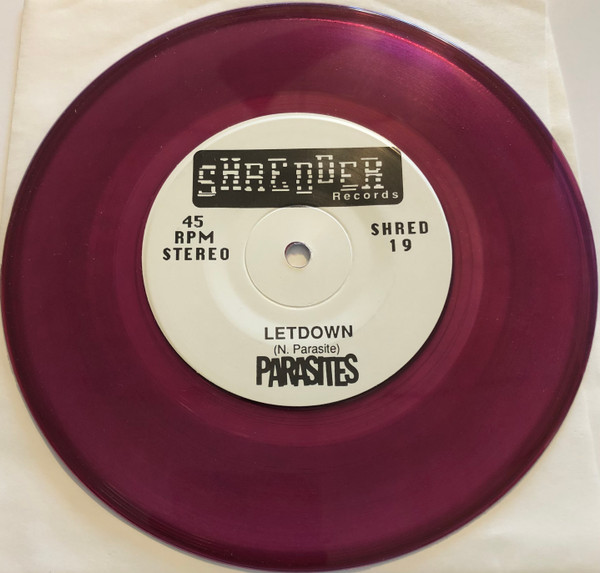 SHREDDER
Records
45
RPM
STEREO
SHRED
19
LETDOWN
(N. Parasite)
PARASITES